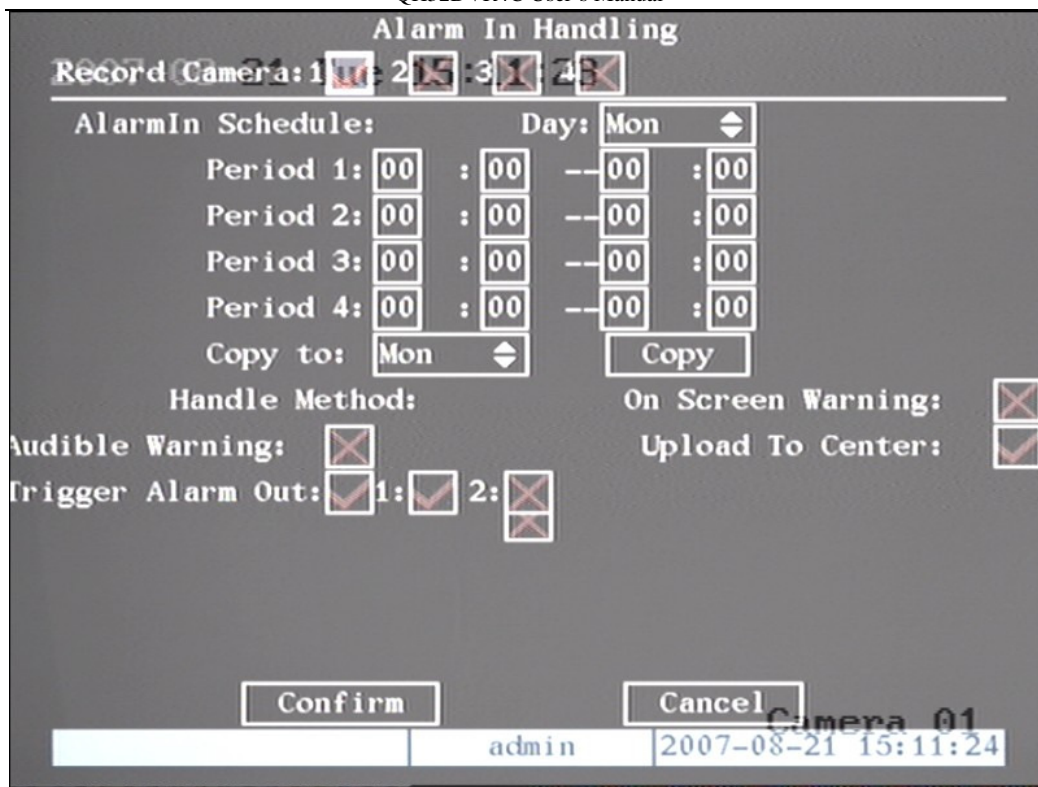 User's Manual
Alarm In Handling
Record Camera:1 2 3 4
AlarmIn Schedule: Day: Mon
Period 1: 00 : 00 --00 : 00
Period 2: 00 : 00 --00 : 00
Period 3: 00 : 00 --00 : 00
Period 4: 00 : 00 --00 : 00
Copy to: Mon Copy
Handle Method: On Screen Warning:
Audible Warning: Upload To Center:
Trigger Alarm Out: 1: 2:
Confirm Cancel
Camera 01
admin 2007-08-21 15:11:24